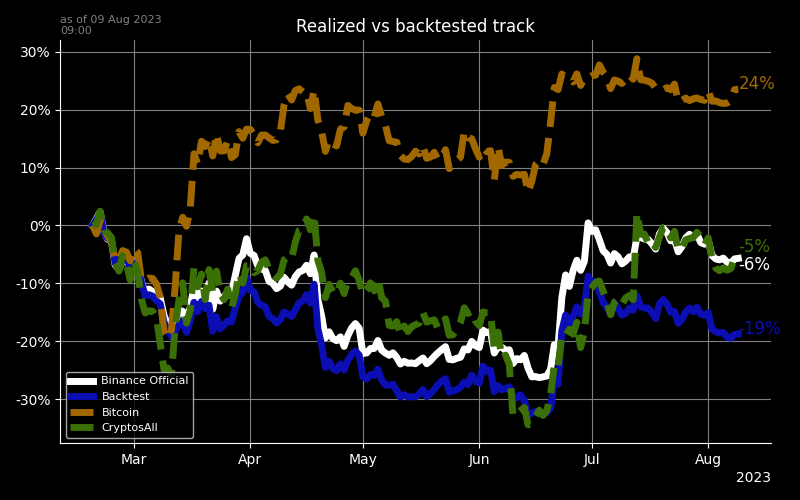 as of 09 Aug 2023
09:00
Realized vs backtested track
30%
20%
10%
0%
-10%
-20%
-30%
24%
-5%
-6%
-19%
Binance Official
Backtest
Bitcoin
CryptosAll
Mar
Apr
May
Jun
Jul
Aug
2023